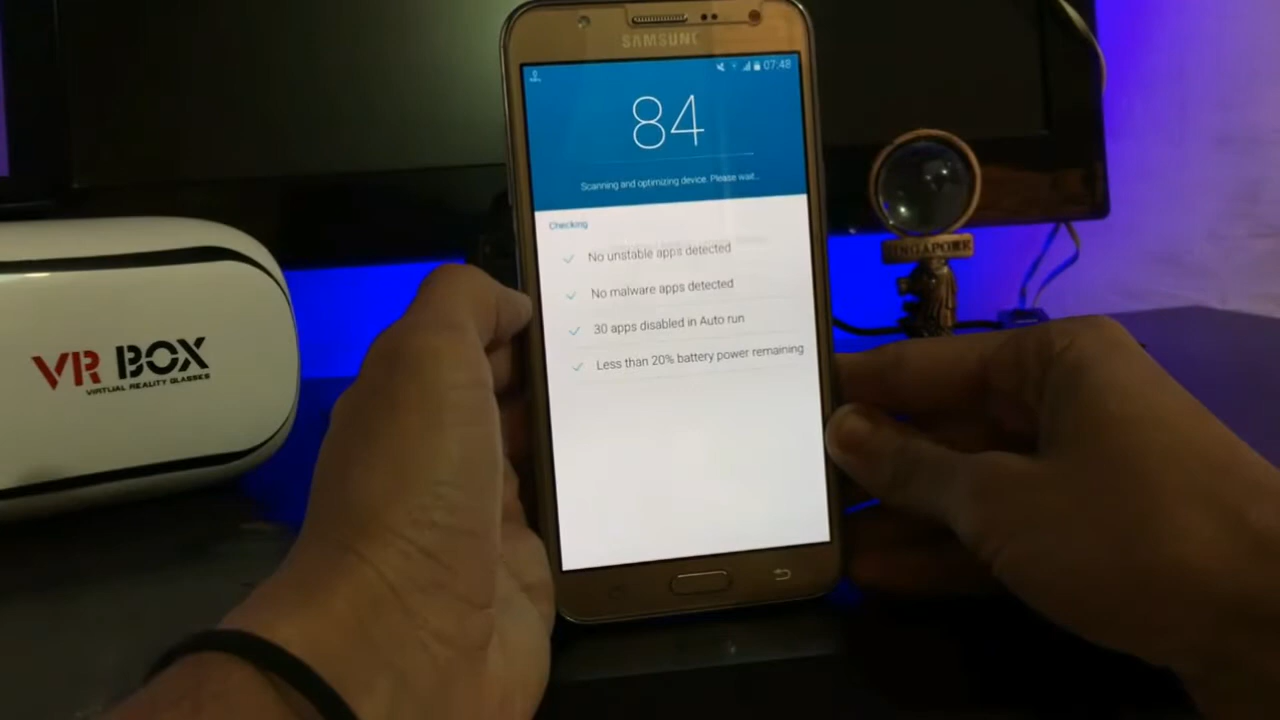 SAMSUNG
07:48
84
Scanning and optimizing device. Please wait...
Checking
No unstable apps detected
No malware apps detected
30 apps disabled in Auto run
Less than 20% battery power remaining
VR BOX
VIRTUAL REALITY GLASSES
SINGAPORE